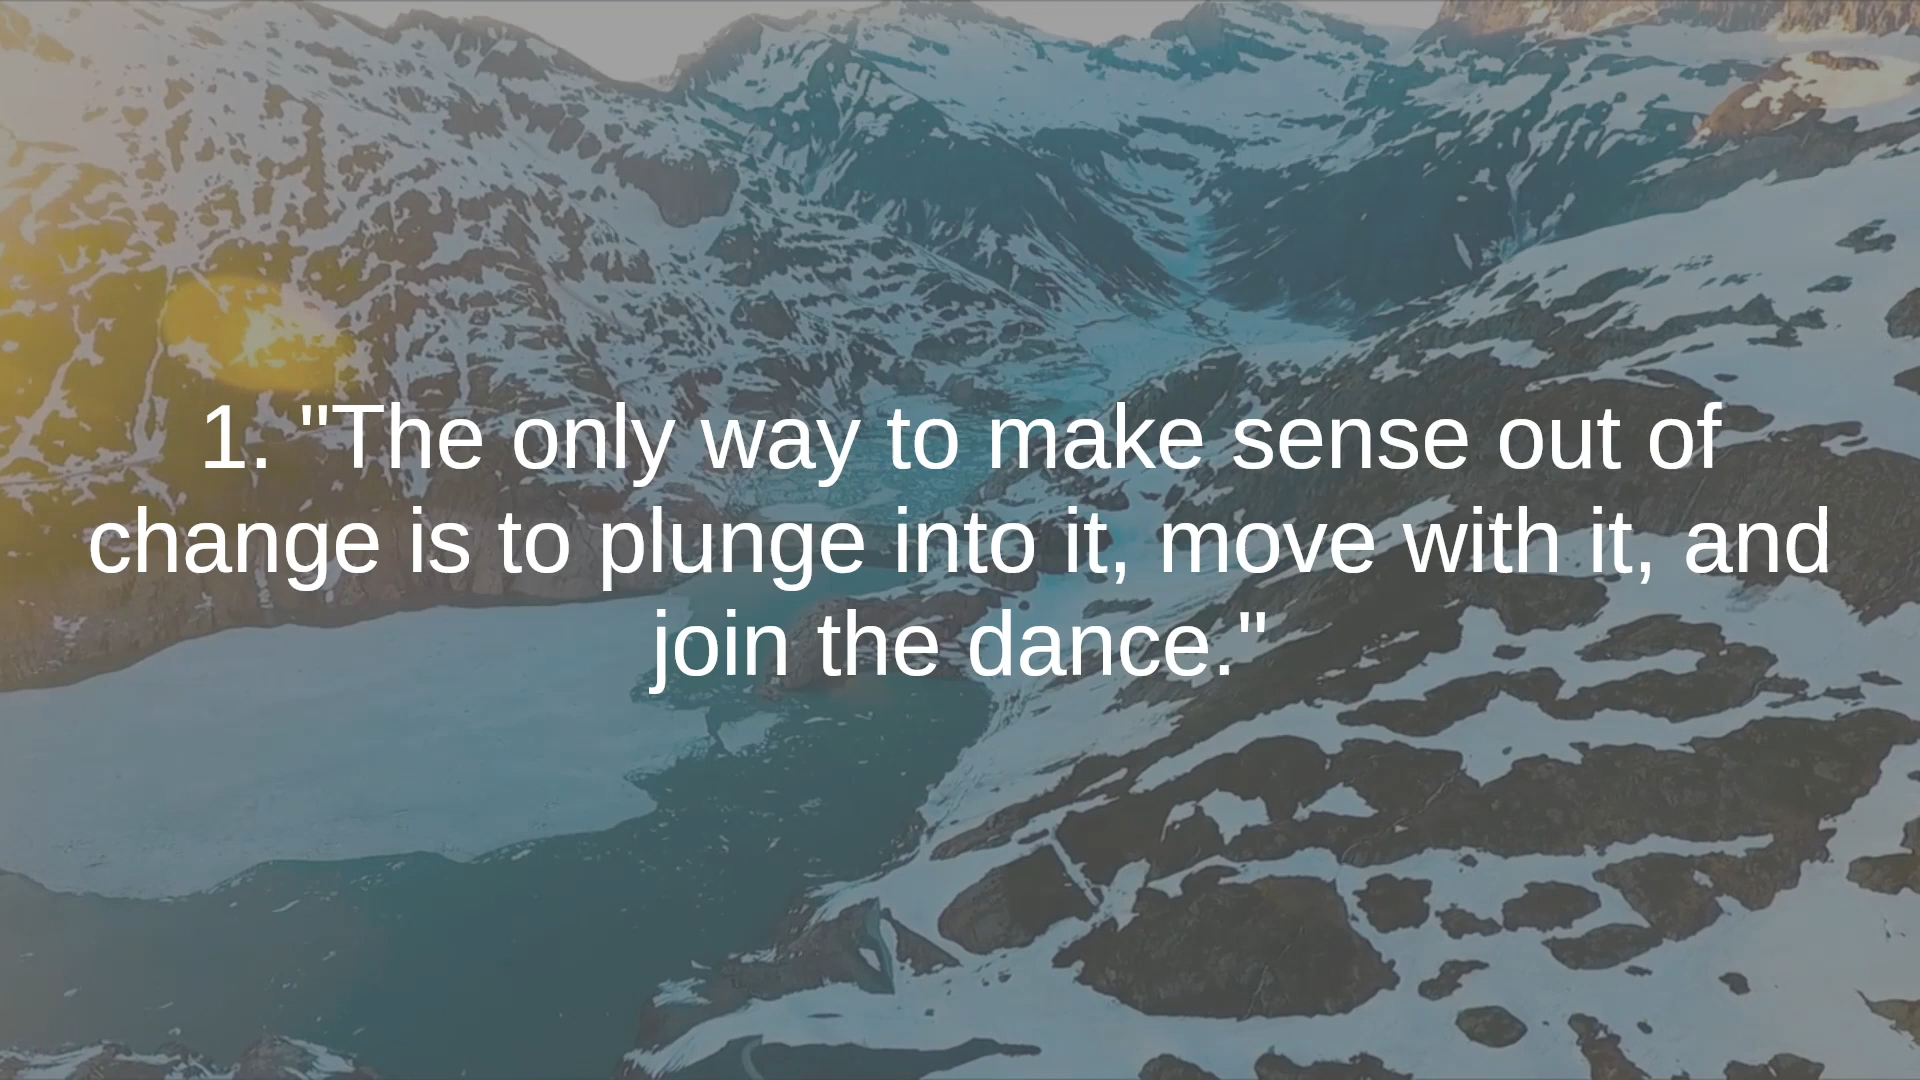 1. "The only way to make sense out of
change is to plunge into it, move with it, and
join the dance."